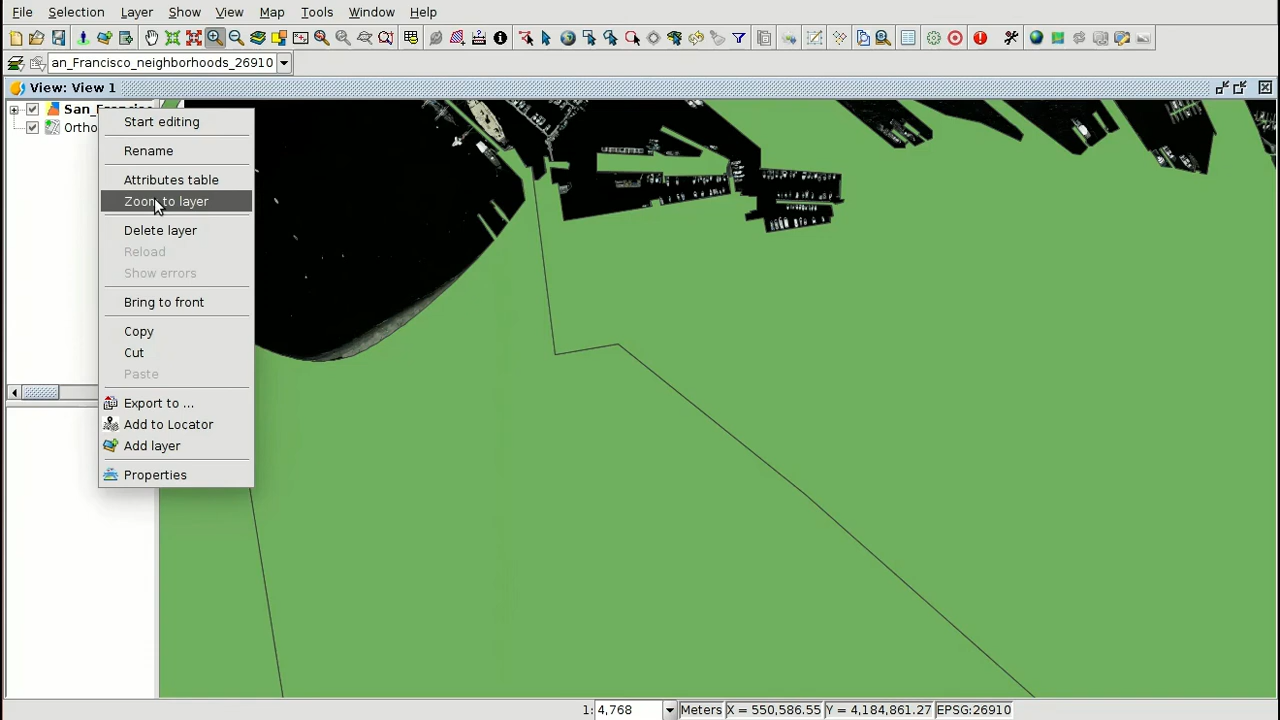 File Selection Layer Show View Map Tools Window Help
an_Francisco_neighborhoods_26910
View: View 1
San_Francisc
Ortho
Start editing
Rename
Attributes table
Zoom to layer
Delete layer
Reload
Show errors
Bring to front
Copy
Cut
Paste
Export to ...
Add to Locator
Add layer
Properties
1: 4,768 Meters X = 550,586.55 Y = 4,184,861.27 EPSG:26910